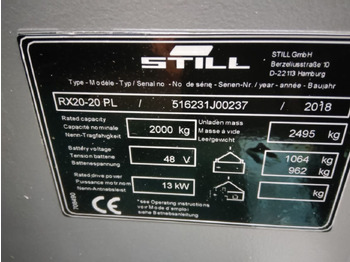 STILL
STILL GmbH
Berzeliusstraße 10
D-22113 Hamburg
Type - Modèle - Typ / Serial no - No de série - Serien-Nr. / year - année - Baujahr
RX20-20 PL / 516231J00237 / 2018
Rated capacity
Capacité nominale
Nenn-Tragfähigkeit
2000 kg
Unladen mass
Masse à vide
Leergewicht
2495 kg
Battery voltage
Tension batterie
Batteriespannung
48 V
1064 kg
962 kg
Rated drive power
Puissance motr.nom
Nenn-Antriebsleist
13 kW
kg
*see Operating instructions
voir Mode d'emploi
siehe Betriebsanleitung
CE